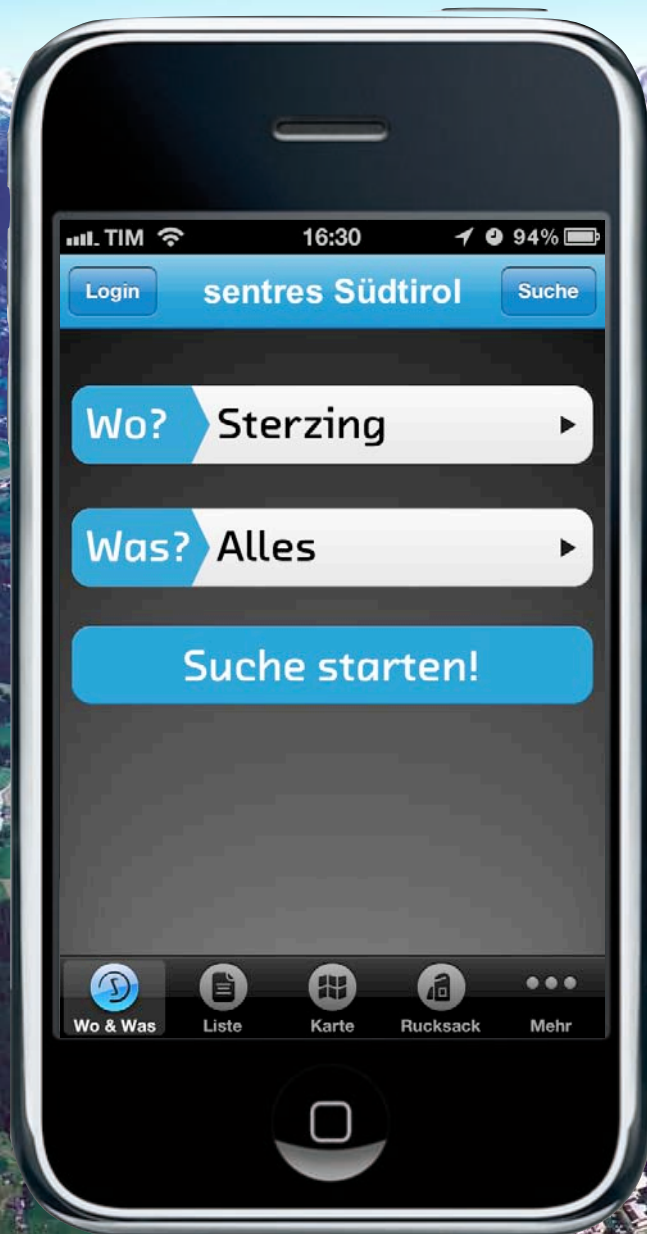 TIM 16:30 94%
Login sentres Südtirol Suche
Wo? Sterzing
Was? Alles
Suche starten!
Wo & Was Liste Karte Rucksack Mehr